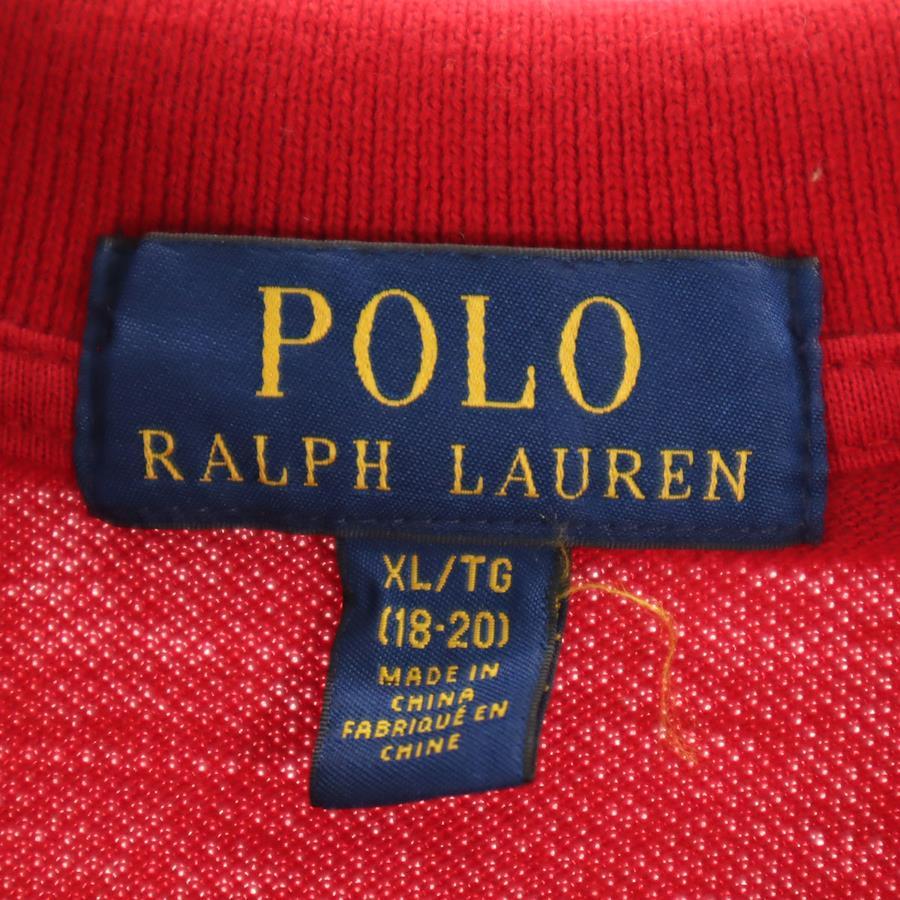 POLO
RALPH LAUREN
XL/TG
(18-20)
MADE IN
CHINA
FABRIQUÉ EN
CHINE